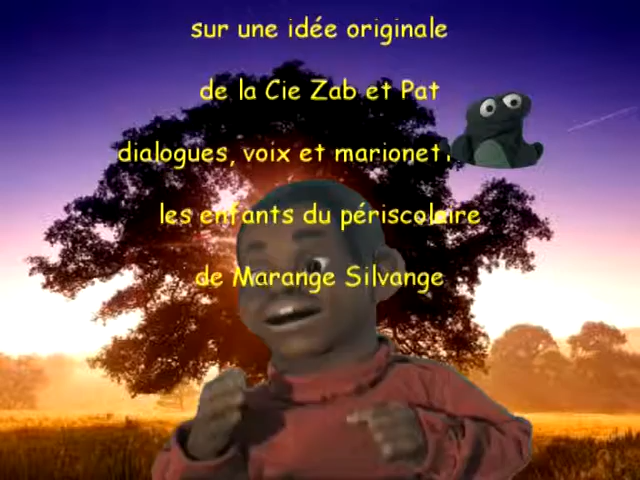 sur une idée originale
de la Cie Zab et Pat
dialogues, voix et marionet
les enfants du périscolaire
de Marange Silvange